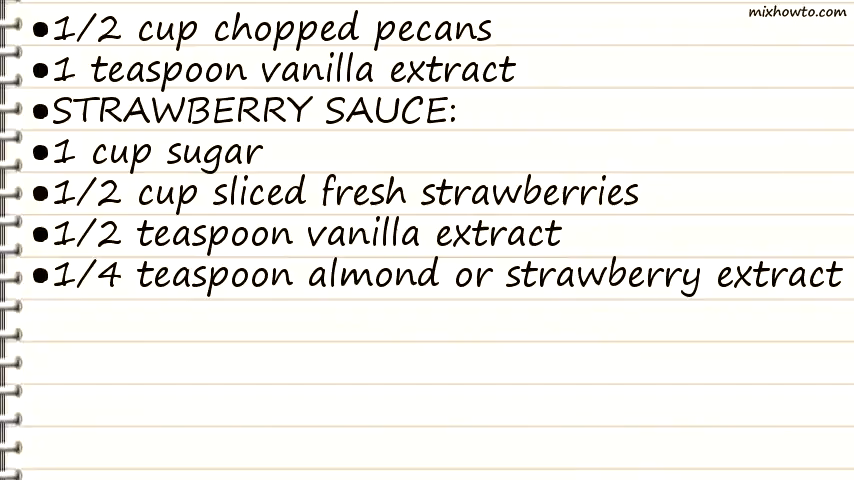 mixhowto.com
•1/2 cup chopped pecans
•1 teaspoon vanilla extract
•STRAWBERRY SAUCE:
•1 cup sugar
•1/2 cup sliced fresh strawberries
•1/2 teaspoon vanilla extract
•1/4 teaspoon almond or strawberry extract